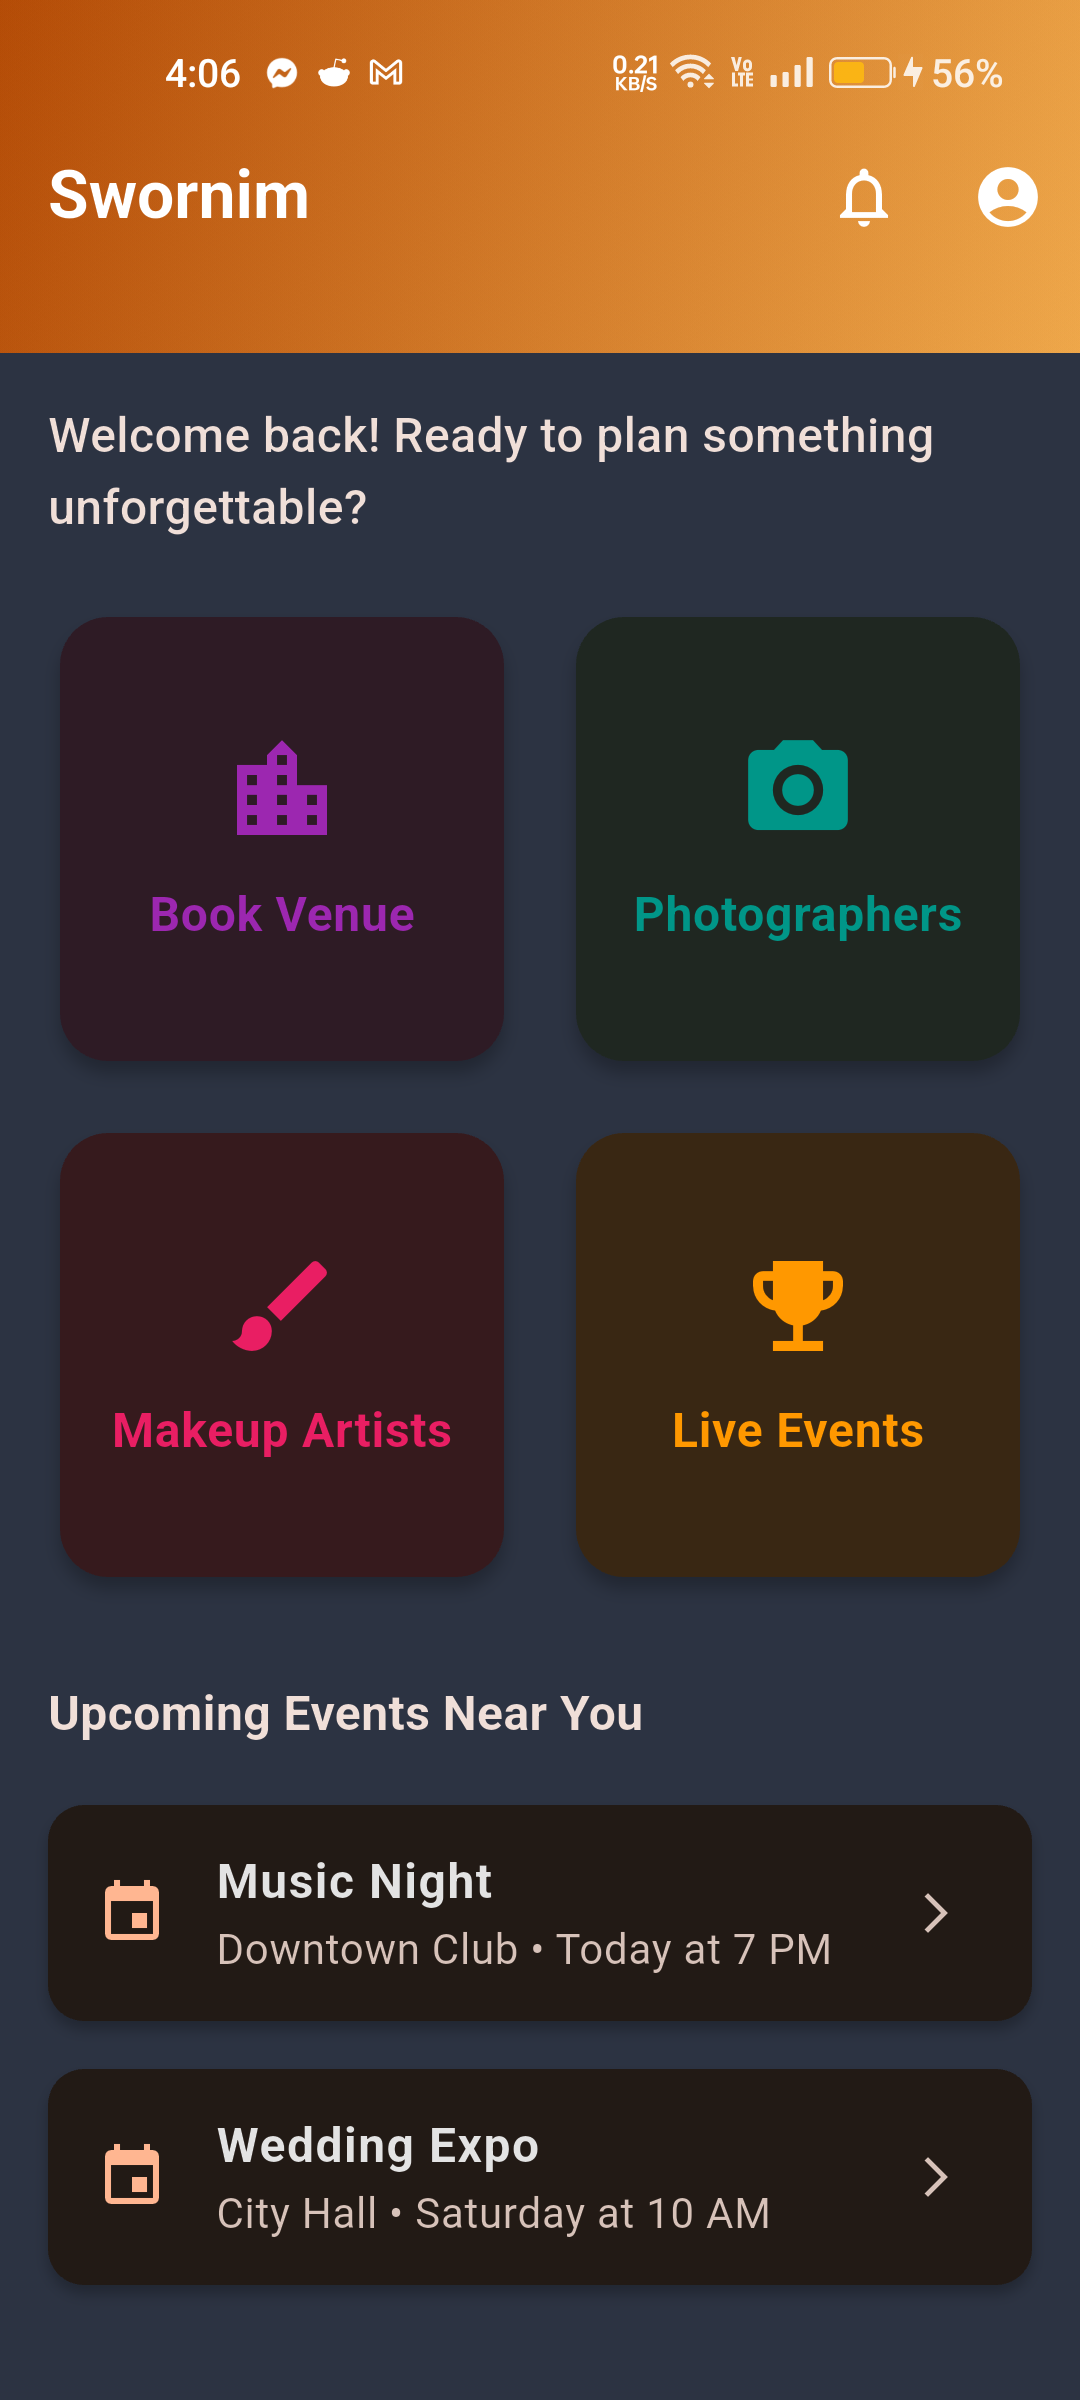 4:06
0.21 KB/S
Vo LTE
56%
Swornim
Welcome back! Ready to plan something
unforgettable?
Book Venue
Photographers
Makeup Artists
Live Events
Upcoming Events Near You
Music Night
Downtown Club • Today at 7 PM
Wedding Expo
City Hall • Saturday at 10 AM